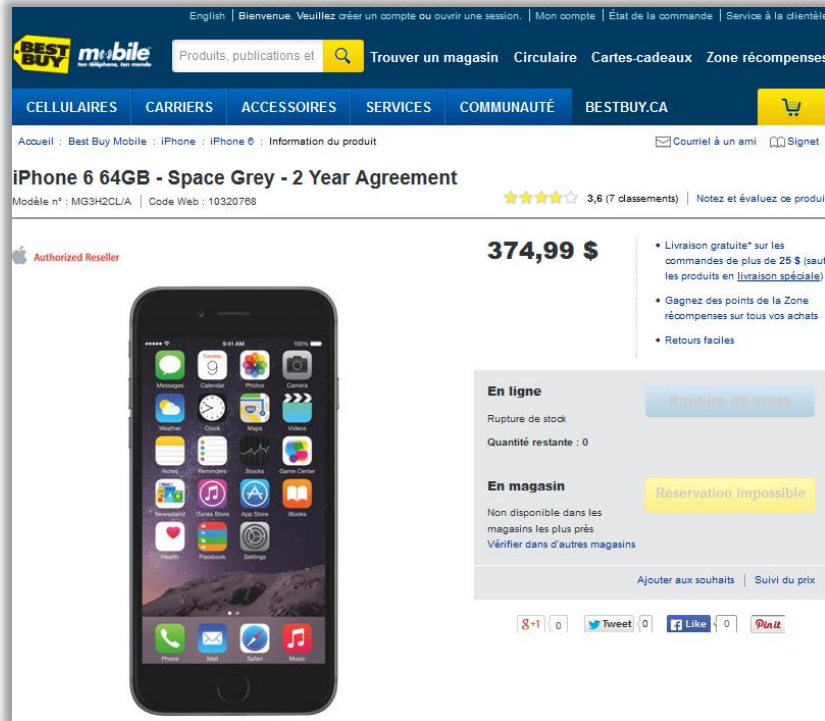 English | Bienvenue. Veuillez créer un compte ou ouvrir une session. | Mon compte | État de la commande | Service à la clientèle
BEST BUY mobile
ton téléphone, ton monde
Produits, publications et
Trouver un magasin Circulaire Cartes-cadeaux Zone récompenses
CELLULAIRES CARRIERS ACCESSOIRES SERVICES COMMUNAUTÉ BESTBUY.CA
Accueil : Best Buy Mobile : iPhone : iPhone 6 : Information du produit
Courriel à un ami Signet
iPhone 6 64GB - Space Grey - 2 Year Agreement
Modèle n° : MG3H2CL/A | Code Web : 10320768
3,6 (7 classements) | Notez et évaluez ce produi
Authorized Reseller
374,99 $
• Livraison gratuite* sur les
commandes de plus de 25 $ (sauf
les produits en livraison spéciale)
• Gagnez des points de la Zone
récompenses sur tous vos achats
• Retours faciles
9:41 AM 100%
Tuesday
9
Messages Calendar Photos Camera
Weather Clock Maps Videos
Notes Reminders Stocks Game Center
Newsstand iTunes Store App Store iBooks
Health Passbook Settings
Phone Mail Safari Music
En ligne
Rupture de stock
Rupture de stock
Quantité restante : 0
En magasin
Réservation impossible
Non disponible dans les
magasins les plus près
Vérifier dans d'autres magasins
Ajouter aux souhaits | Suivi du prix
g+1 0 Tweet 0 Like 0 Pin it